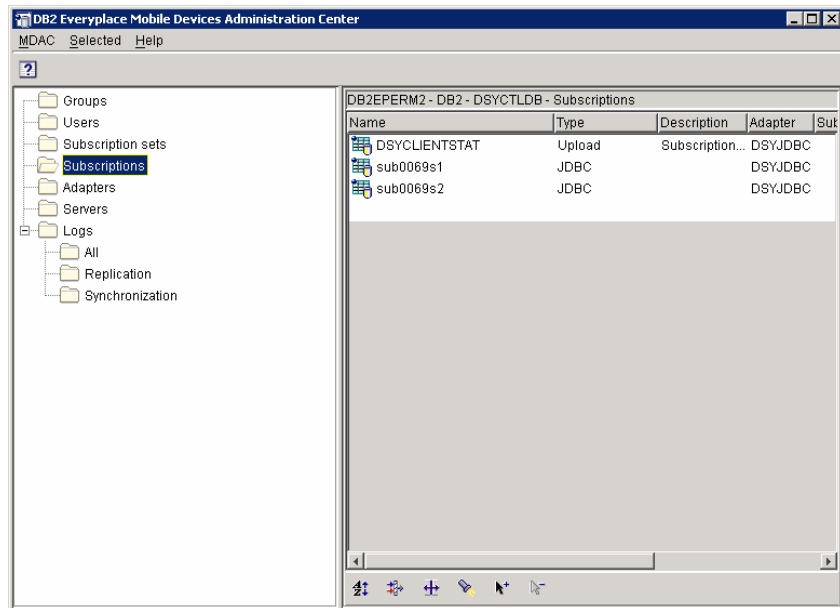 DB2 Everyplace Mobile Devices Administration Center
MDAC Selected Help
Groups
Users
Subscription sets
Subscriptions
Adapters
Servers
Logs
All
Replication
Synchronization
DB2EPERM2 - DB2 - DSYCTLDB - Subscriptions
Name Type Description Adapter Sub
DSYCLIENTSTAT Upload Subscription... DSYJDBC
sub0069s1 JDBC DSYJDBC
sub0069s2 JDBC DSYJDBC